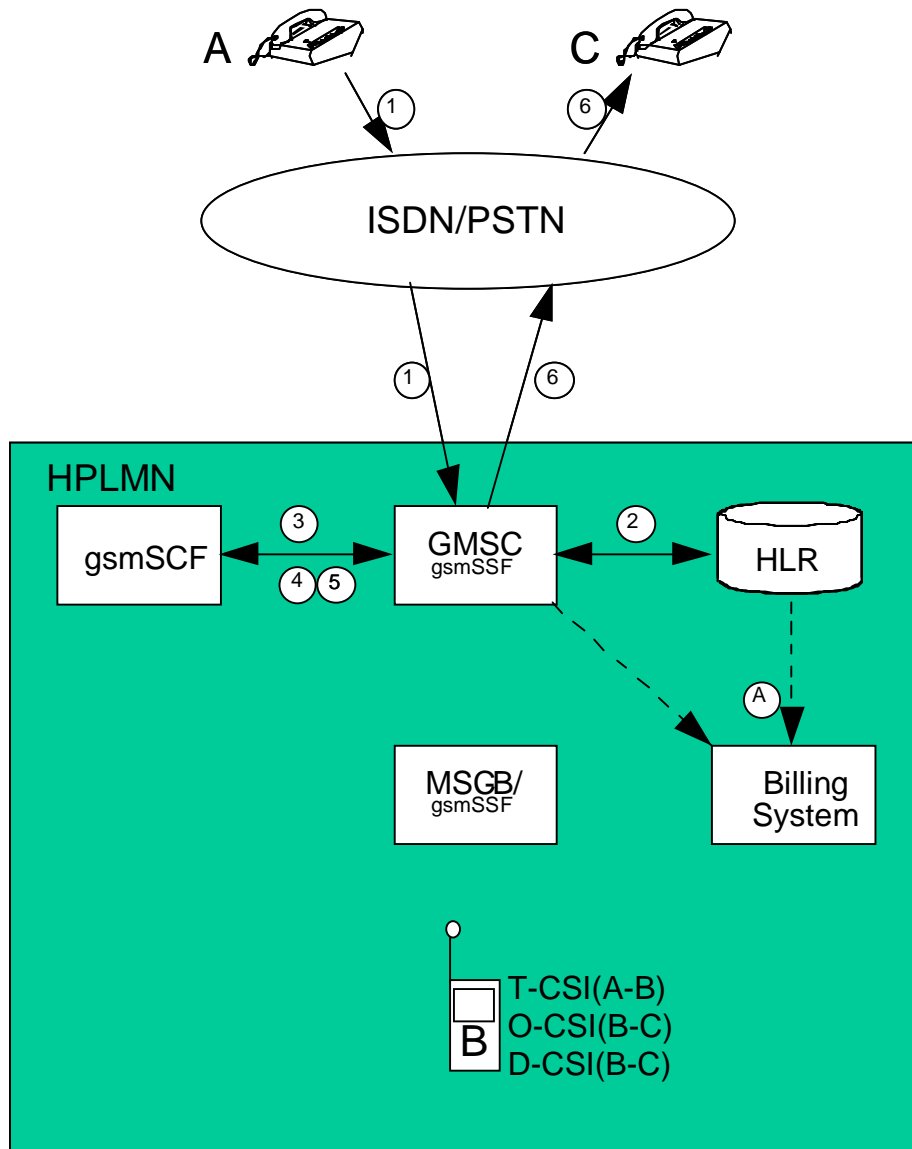 A
C
1
6
ISDN/PSTN
1
6
HPLMN
gsmSCF
3
4
5
GMSC
gsmSSF
2
HLR
A
MSCB/
gsmSSF
Billing
System
B
T-CSI(A-B)
O-CSI(B-C)
D-CSI(B-C)